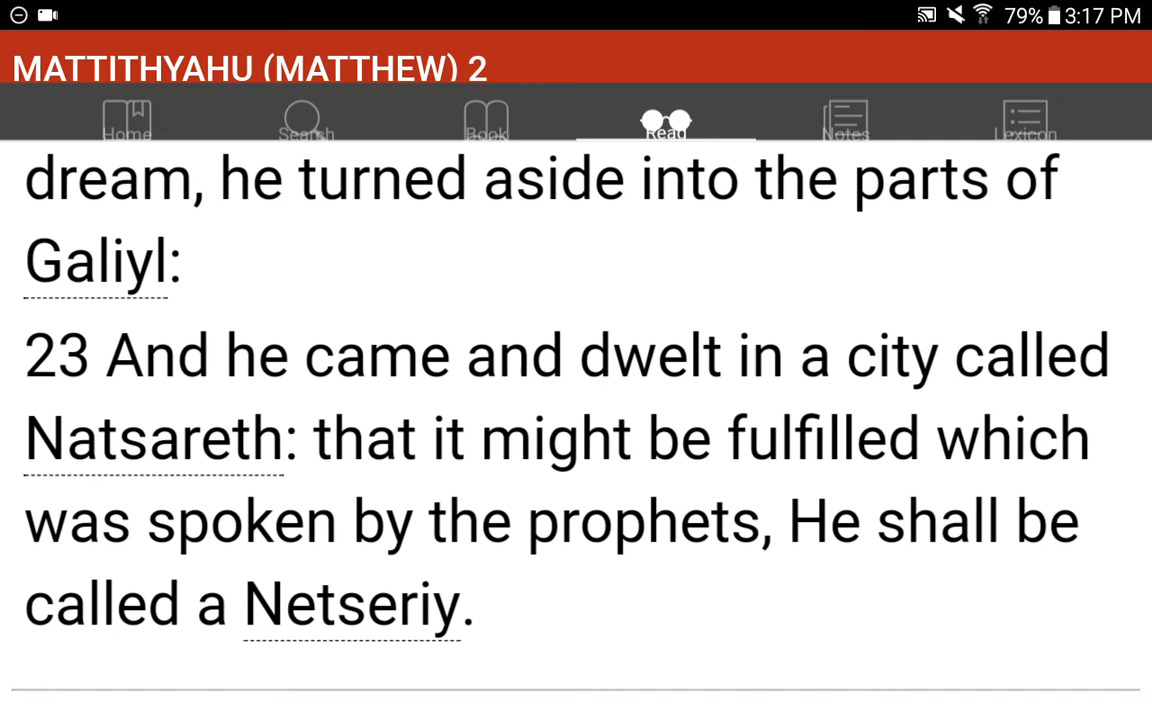 79% 3:17 PM
MATTITHYAHU (MATTHEW) 2
Home Search Book Read Notes Lexicon
dream, he turned aside into the parts of
Galiyl:
23 And he came and dwelt in a city called
Natsareth: that it might be fulfilled which
was spoken by the prophets, He shall be
called a Netseriy.